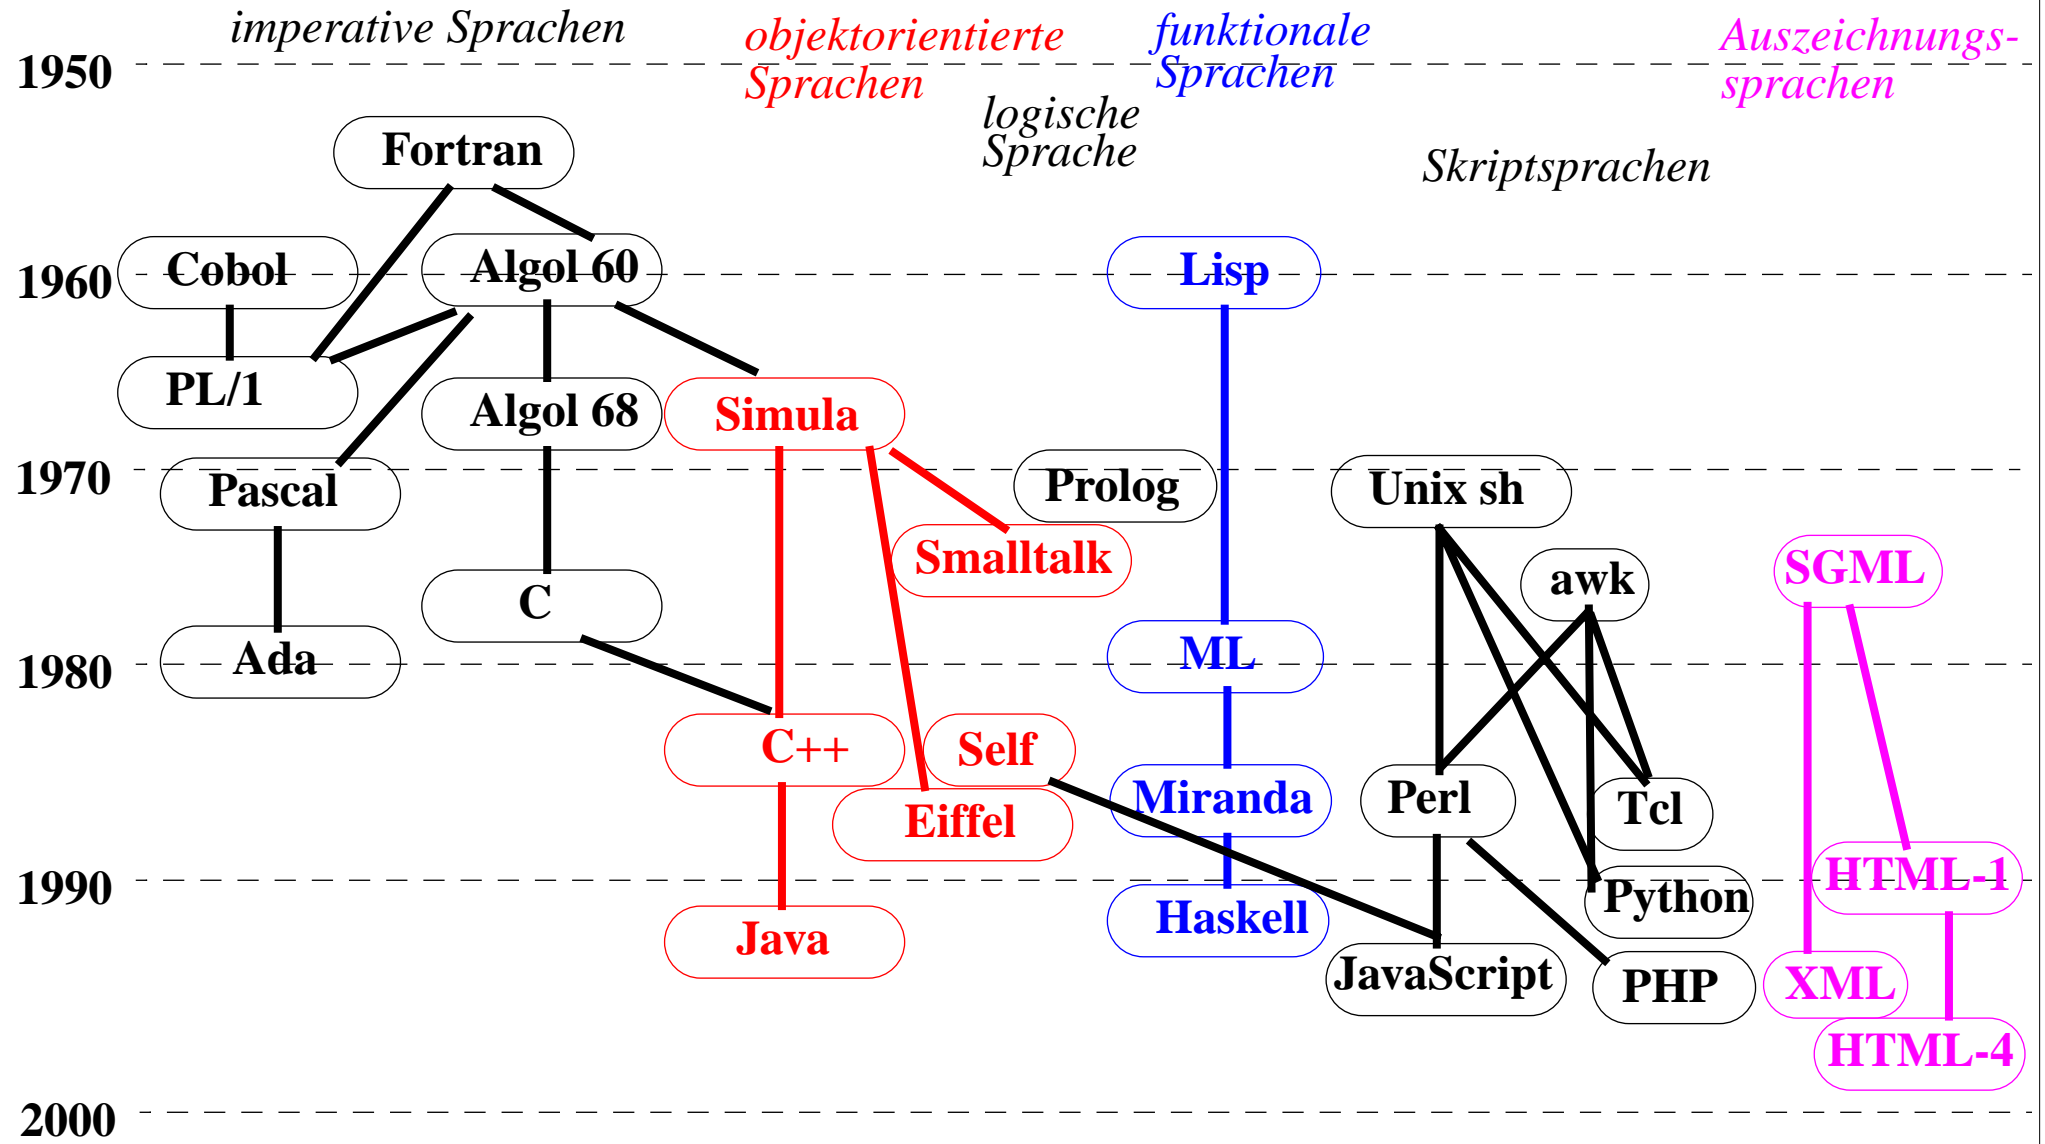 imperative Sprachen
objektorientierte
Sprachen
funktionale
Sprachen
Auszeichnungs-
sprachen
1950
logische
Sprache
Skriptsprachen
Fortran
Cobol
Algol 60
Lisp
1960
PL/1
Algol 68
Simula
1970
Pascal
Prolog
Unix sh
Smalltalk
awk
SGML
C
Ada
ML
1980
C++
Self
Miranda
Perl
Tcl
Eiffel
1990
HTML-1
Python
Java
Haskell
JavaScript
PHP
XML
HTML-4
2000